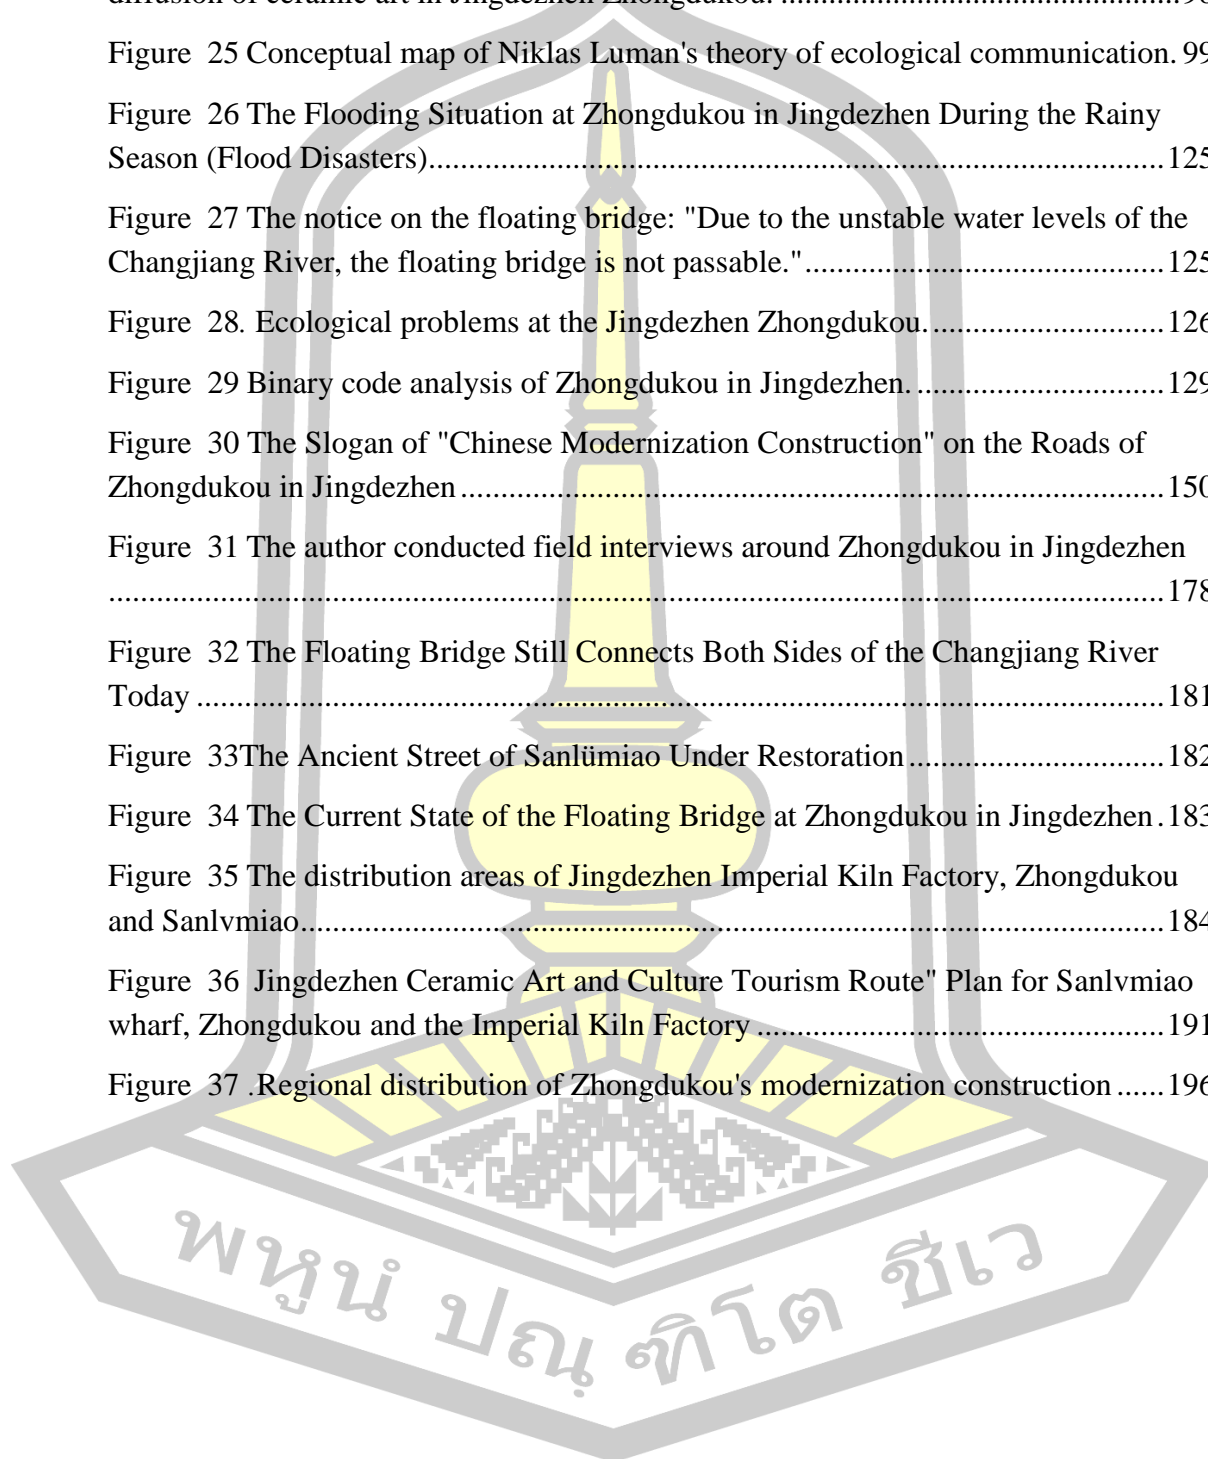 diffusion of ceramic art in Jingdezhen Zhongdukou. ........................................98
Figure 25 Conceptual map of Niklas Luman's theory of ecological communication. 99
Figure 26 The Flooding Situation at Zhongdukou in Jingdezhen During the Rainy
Season (Flood Disasters)..........................................................................125
Figure 27 The notice on the floating bridge: "Due to the unstable water levels of the
Changjiang River, the floating bridge is not passable."....................................125
Figure 28. Ecological problems at the Jingdezhen Zhongdukou........................126
Figure 29 Binary code analysis of Zhongdukou in Jingdezhen. .........................129
Figure 30 The Slogan of "Chinese Modernization Construction" on the Roads of
Zhongdukou in Jingdezhen .......................................................................150
Figure 31 The author conducted field interviews around Zhongdukou in Jingdezhen
..........................................................................................................178
Figure 32 The Floating Bridge Still Connects Both Sides of the Changjiang River
Today .................................................................................................181
Figure 33The Ancient Street of Sanlümiao Under Restoration ..........................182
Figure 34 The Current State of the Floating Bridge at Zhongdukou in Jingdezhen.183
Figure 35 The distribution areas of Jingdezhen Imperial Kiln Factory, Zhongdukou
and Sanlvmiao.......................................................................................184
Figure 36 Jingdezhen Ceramic Art and Culture Tourism Route" Plan for Sanlvmiao
wharf, Zhongdukou and the Imperial Kiln Factory .........................................191
Figure 37 .Regional distribution of Zhongdukou's modernization construction ......196
พหูนํ ปณฺ ฑิโต ชีเว